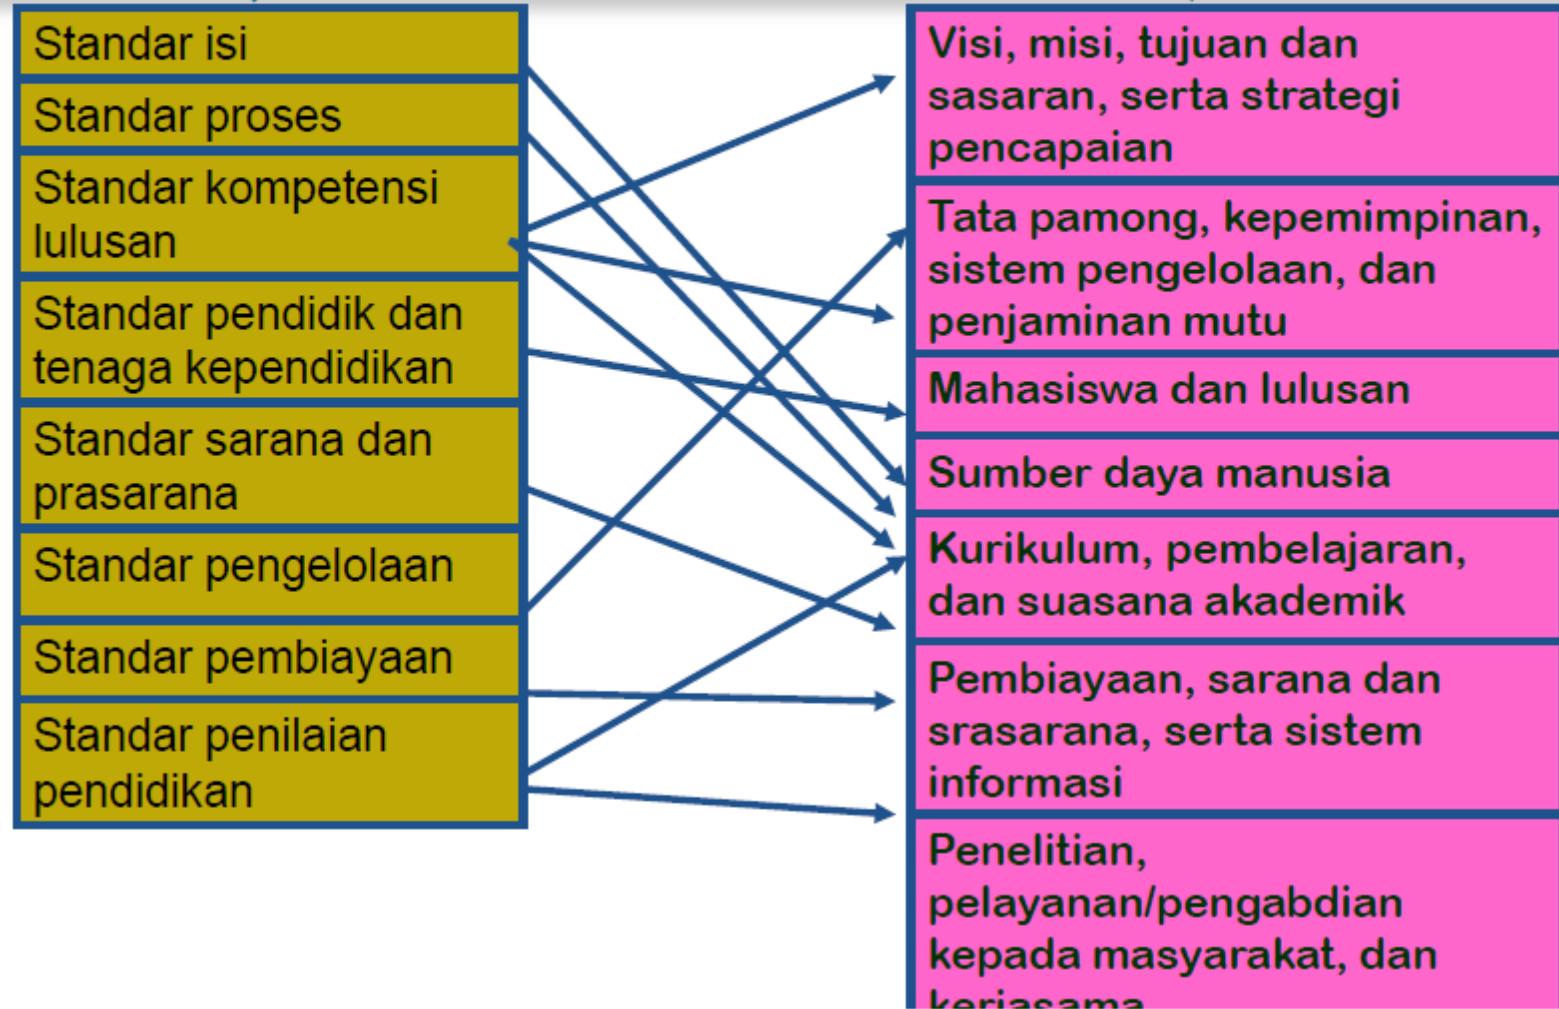 Standar isi
Standar proses
Standar kompetensi
lulusan
Standar pendidik dan
tenaga kependidikan
Standar sarana dan
prasarana
Standar pengelolaan
Standar pembiayaan
Standar penilaian
pendidikan
Visi, misi, tujuan dan
sasaran, serta strategi
pencapaian
Tata pamong, kepemimpinan,
sistem pengelolaan, dan
penjaminan mutu
Mahasiswa dan lulusan
Sumber daya manusia
Kurikulum, pembelajaran,
dan suasana akademik
Pembiayaan, sarana dan
srasarana, serta sistem
informasi
Penelitian,
pelayanan/pengabdian
kepada masyarakat, dan
kerjasama